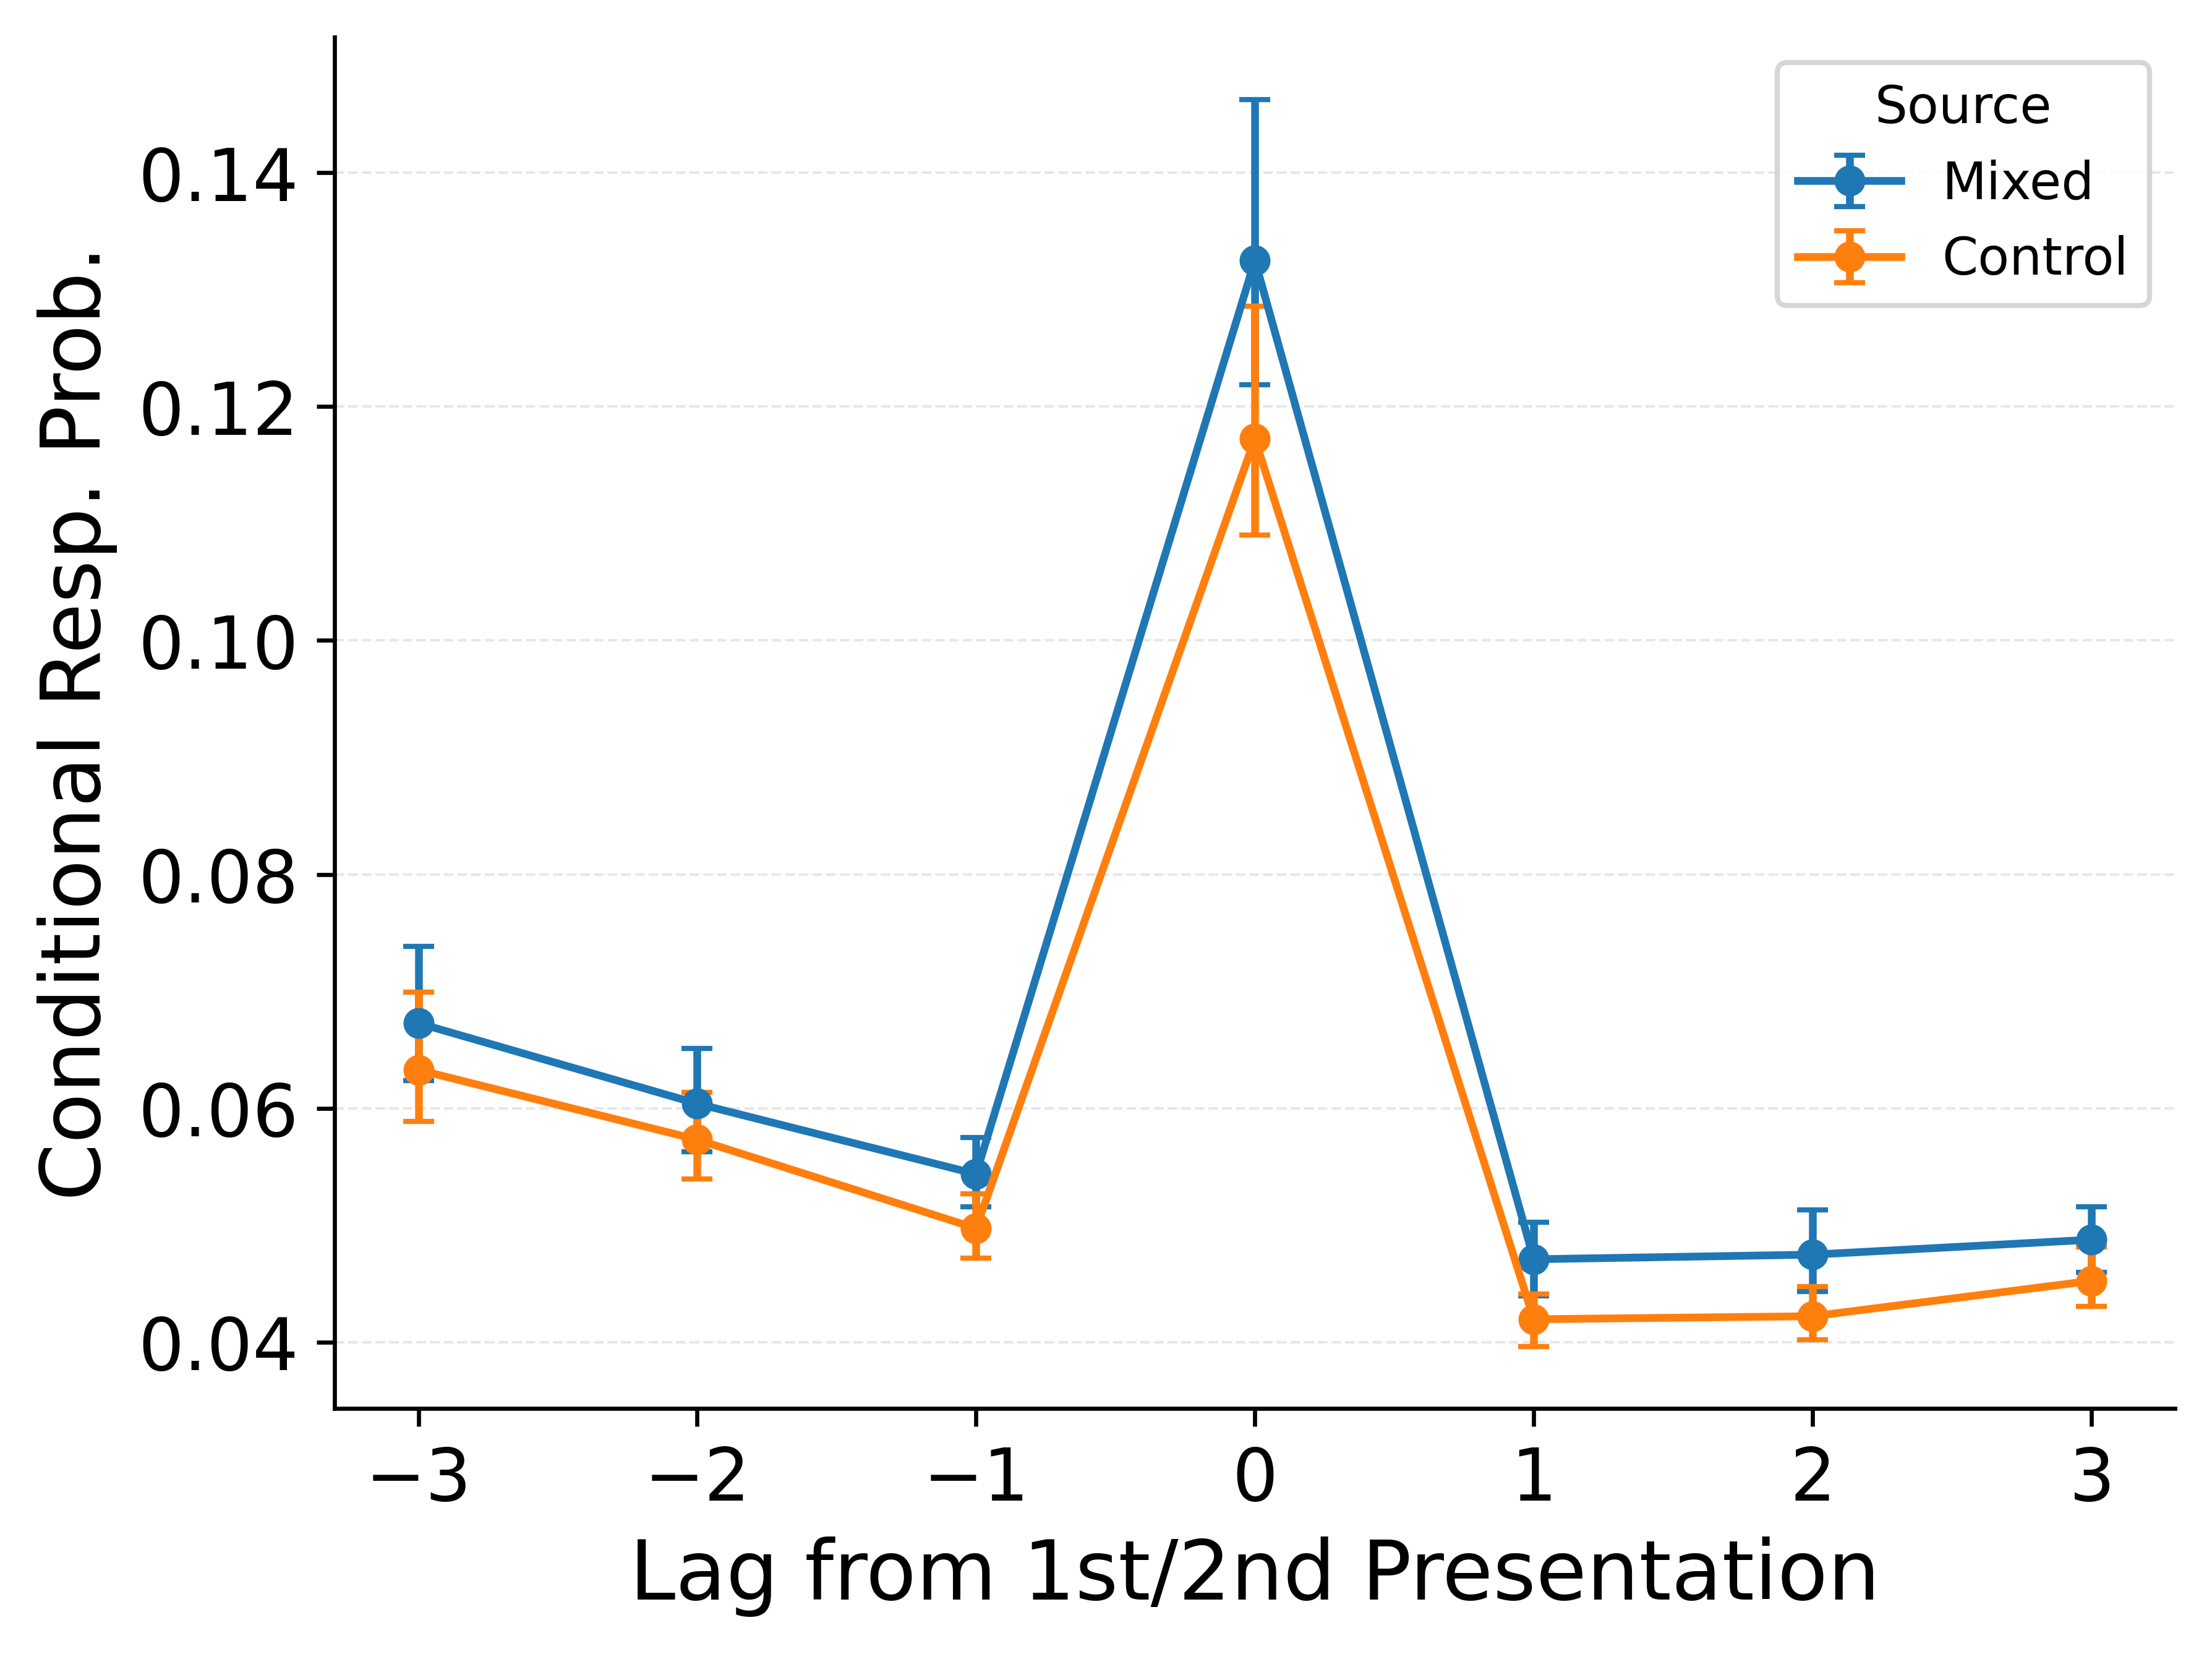 Source
Mixed
Control
Conditional Resp. Prob.
0.14
0.12
0.10
0.08
0.06
0.04
−3 −2 −1 0 1 2 3
Lag from 1st/2nd Presentation